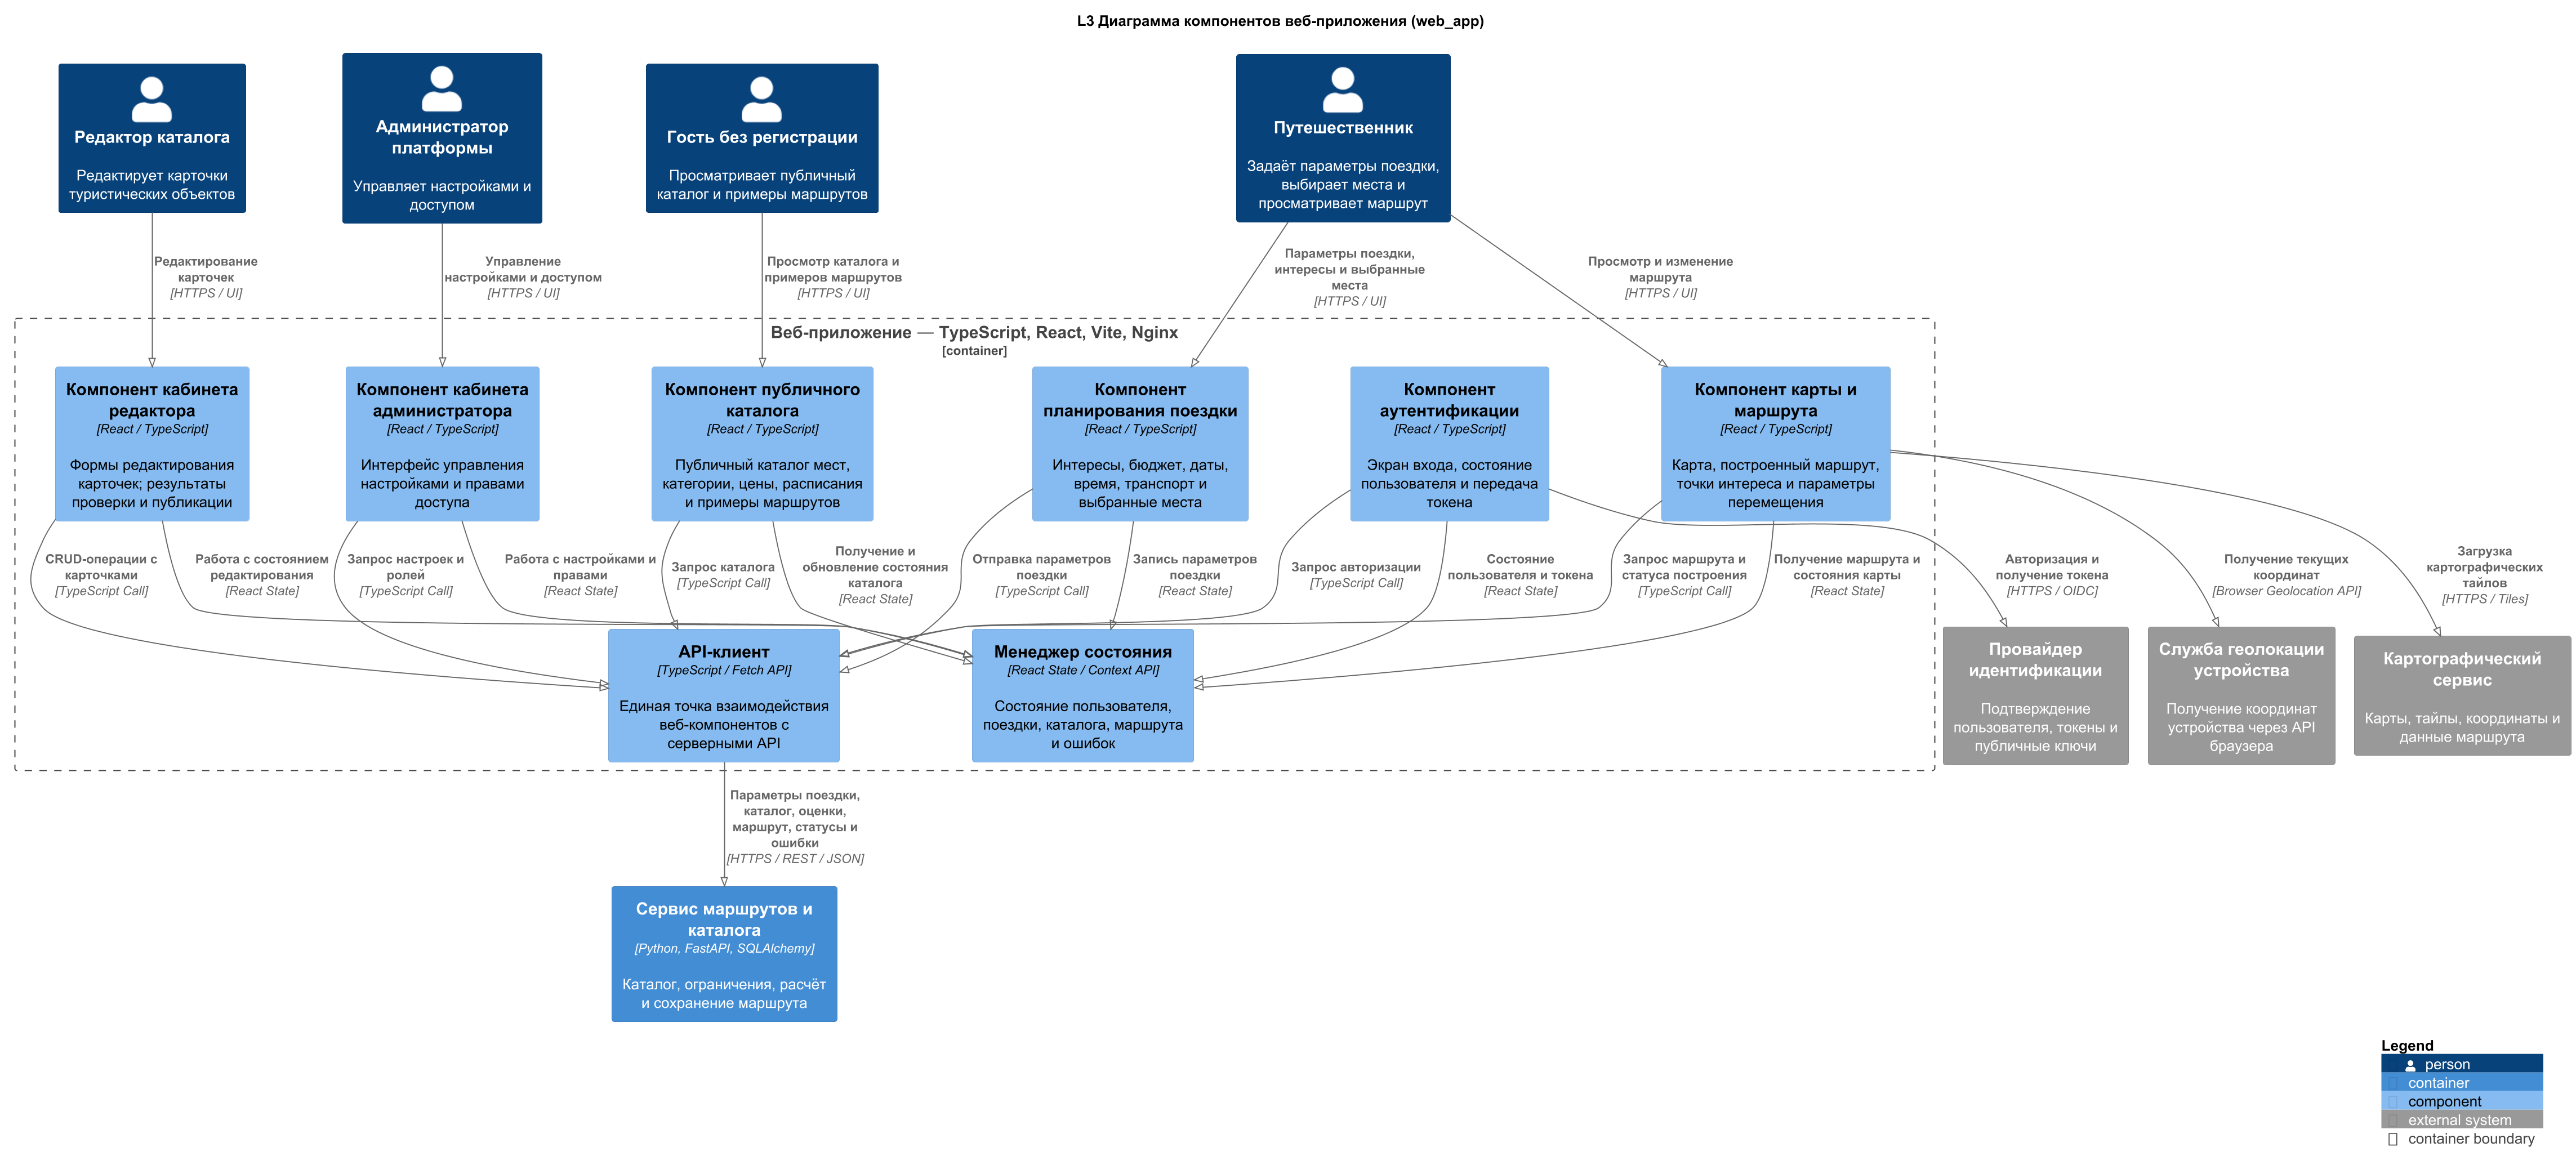 L3 Диаграмма компонентов веб-приложения (web_app)
Редактор каталога
Редактирует карточки
туристических объектов
Администратор
платформы
Управляет настройками и
доступом
Гость без регистрации
Просматривает публичный
каталог и примеры маршрутов
Путешественник
Задаёт параметры поездки,
выбирает места и
просматривает маршрут
Редактирование
карточек
[HTTPS / UI]
Управление
настройками и доступом
[HTTPS / UI]
Просмотр каталога и
примеров маршрутов
[HTTPS / UI]
Параметры поездки,
интересы и выбранные
места
[HTTPS / UI]
Просмотр и изменение
маршрута
[HTTPS / UI]
Веб-приложение — TypeScript, React, Vite, Nginx
[container]
Компонент кабинета
редактора
[React / TypeScript]
Формы редактирования
карточек; результаты
проверки и публикации
Компонент кабинета
администратора
[React / TypeScript]
Интерфейс управления
настройками и правами
доступа
Компонент публичного
каталога
[React / TypeScript]
Публичный каталог мест,
категории, цены, расписания
и примеры маршрутов
Компонент
планирования поездки
[React / TypeScript]
Интересы, бюджет, даты,
время, транспорт и
выбранные места
Компонент
аутентификации
[React / TypeScript]
Экран входа, состояние
пользователя и передача
токена
Компонент карты и
маршрута
[React / TypeScript]
Карта, построенный маршрут,
точки интереса и параметры
перемещения
CRUD-операции с
карточками
[TypeScript Call]
Работа с состоянием
редактирования
[React State]
Запрос настроек и
ролей
[TypeScript Call]
Работа с настройками и
правами
[React State]
Запрос каталога
[TypeScript Call]
Получение и
обновление состояния
каталога
[React State]
Отправка параметров
поездки
[TypeScript Call]
Запись параметров
поездки
[React State]
Запрос авторизации
[TypeScript Call]
Состояние
пользователя и токена
[React State]
Запрос маршрута и
статуса построения
[TypeScript Call]
Получение маршрута и
состояния карты
[React State]
Авторизация и
получение токена
[HTTPS / OIDC]
Получение текущих
координат
[Browser Geolocation API]
Загрузка
картографических
тайлов
[HTTPS / Tiles]
API-клиент
[TypeScript / Fetch API]
Единая точка взаимодействия
веб-компонентов с
серверными API
Менеджер состояния
[React State / Context API]
Состояние пользователя,
поездки, каталога, маршрута
и ошибок
Провайдер
идентификации
Подтверждение
пользователя, токены и
публичные ключи
Служба геолокации
устройства
Получение координат
устройства через API
браузера
Картографический
сервис
Карты, тайлы, координаты и
данные маршрута
Параметры поездки,
каталог, оценки,
маршрут, статусы и
ошибки
[HTTPS / REST / JSON]
Сервис маршрутов и
каталога
[Python, FastAPI, SQLAlchemy]
Каталог, ограничения, расчёт
и сохранение маршрута
Legend
person
container
component
external system
container boundary